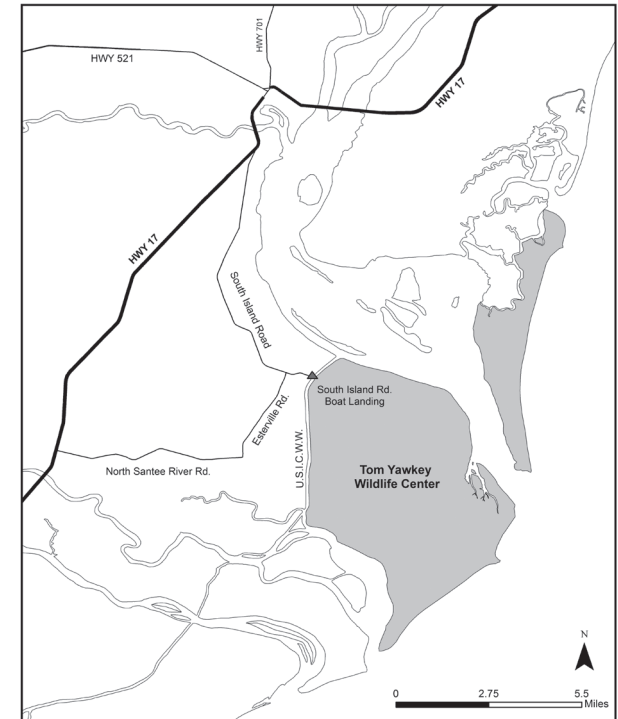 HWY 701
HWY 521
HWY 17
HWY 17
South Island Road
South Island Rd.
Boat Landing
Esterville Rd.
U.S.I.C.W.W.
North Santee River Rd.
Tom Yawkey
Wildlife Center
N
0 2.75 5.5
Miles